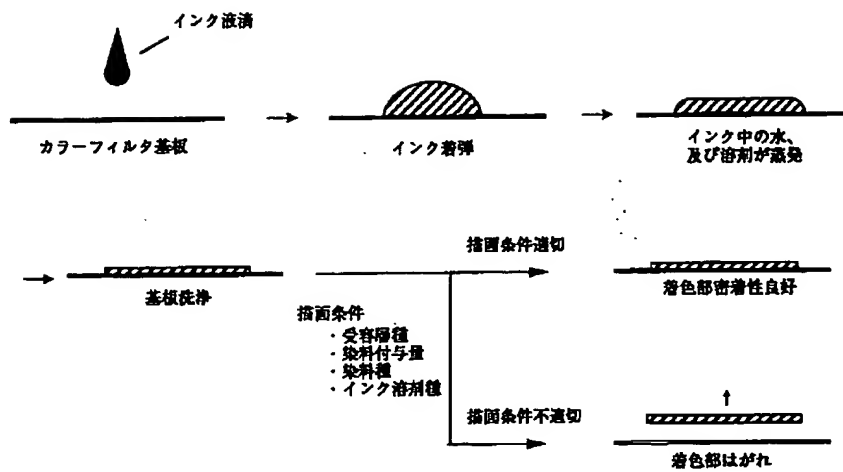 インク液滴
カラーフィルタ基板
インク着弾
インク中の水、
及び溶剤が蒸発
基板洗浄
描画条件
・受容層種
・染料付与量
・染料種
・インク溶剤種
描画条件適切
着色部密着性良好
描画条件不適切
着色部はがれ